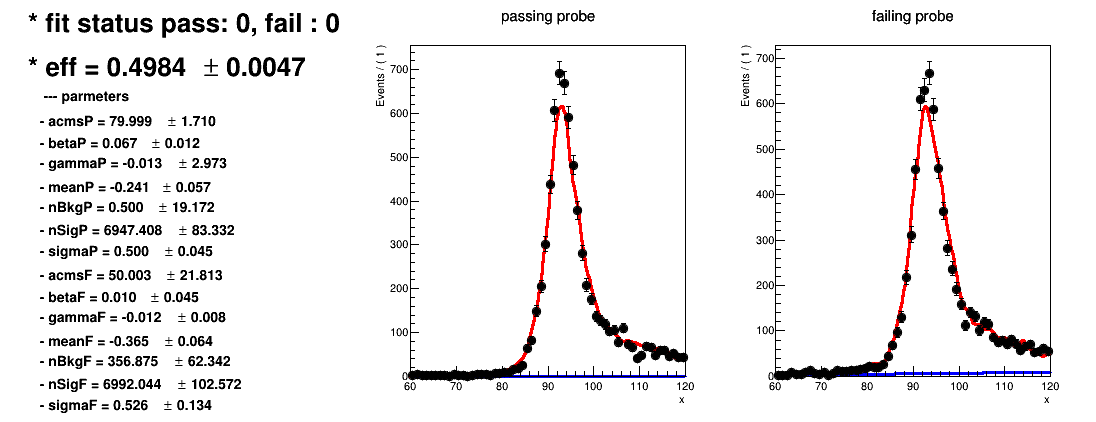 * fit status pass: 0, fail : 0
* eff = 0.4984 ± 0.0047
--- parmeters
- acmsP = 79.999 ± 1.710
- betaP = 0.067 ± 0.012
- gammaP = -0.013 ± 2.973
- meanP = -0.241 ± 0.057
- nBkgP = 0.500 ± 19.172
- nSigP = 6947.408 ± 83.332
- sigmaP = 0.500 ± 0.045
- acmsF = 50.003 ± 21.813
- betaF = 0.010 ± 0.045
- gammaF = -0.012 ± 0.008
- meanF = -0.365 ± 0.064
- nBkgF = 356.875 ± 62.342
- nSigF = 6992.044 ± 102.572
- sigmaF = 0.526 ± 0.134
passing probe
Events / ( 1 )
700
600
500
400
300
200
100
0
60 70 80 90 100 110 120
x
failing probe
Events / ( 1 )
700
600
500
400
300
200
100
0
60 70 80 90 100 110 120
x